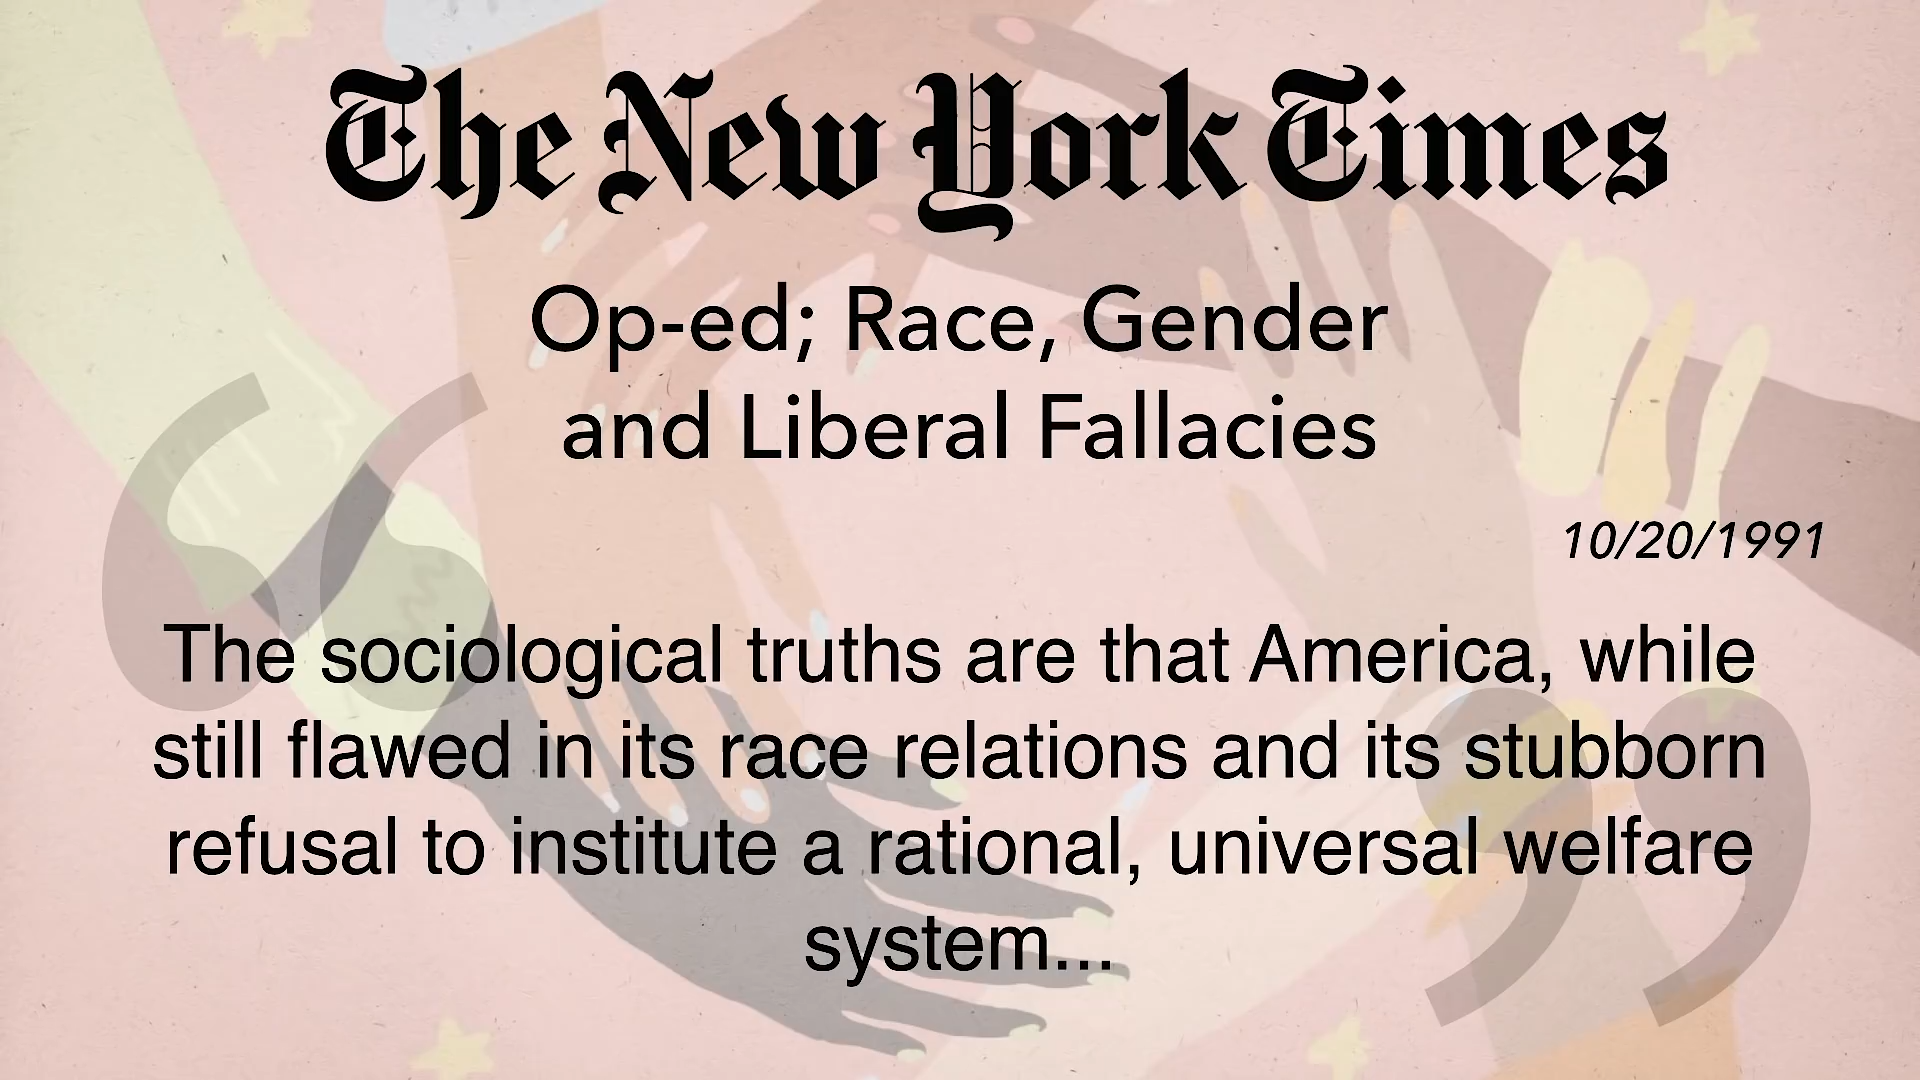 The New York Times
Op-ed; Race, Gender
and Liberal Fallacies
10/20/1991
The sociological truths are that America, while
still flawed in its race relations and its stubborn
refusal to institute a rational, universal welfare
system...